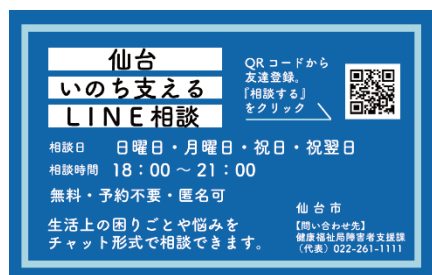 仙台
いのち支える
LINE相談
QRコードから
友達登録。
『相談する』
をクリック
相談日 日曜日・月曜日・祝日・祝翌日
相談時間 18：00～21：00
無料・予約不要・匿名可
生活上の困りごとや悩みを
チャット形式で相談できます。
仙台市
【問い合わせ先】
健康福祉局障害者支援課
（代表）022-261-1111